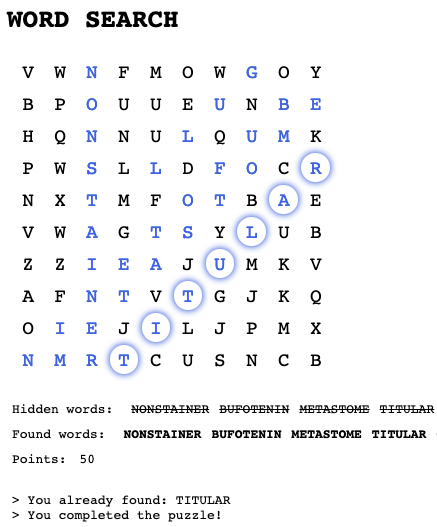 WORD SEARCH
V W N F M O W G O Y
B P O U U E U N B E
H Q N N U L Q U M K
P W S L L D F O C R
N X T M F O T B A E
V W A G T S Y L U B
Z Z I E A J U M K V
A F N T V T G J K Q
O I E J I L J P M X
N M R T C U S N C B
Hidden words: NONSTAINER BUFOTENIN METASTOME TITULAR
Found words: NONSTAINER BUFOTENIN METASTOME TITULAR
Points: 50
> You already found: TITULAR
> You completed the puzzle!